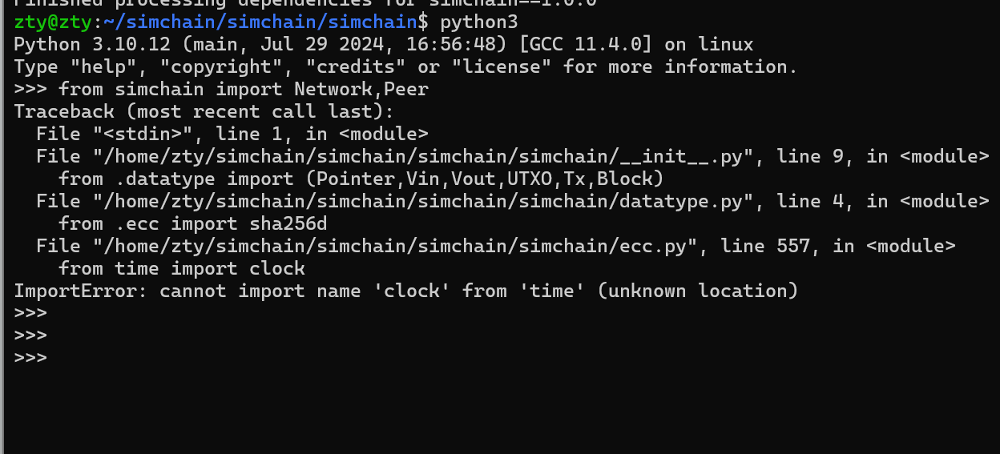 Finished processing dependencies for simchain==1.0.0
zty@zty:~/simchain/simchain/simchain$ python3
Python 3.10.12 (main, Jul 29 2024, 16:56:48) [GCC 11.4.0] on linux
Type "help", "copyright", "credits" or "license" for more information.
>>> from simchain import Network,Peer
Traceback (most recent call last):
  File "<stdin>", line 1, in <module>
  File "/home/zty/simchain/simchain/simchain/simchain/__init__.py", line 9, in <module>
    from .datatype import (Pointer,Vin,Vout,UTXO,Tx,Block)
  File "/home/zty/simchain/simchain/simchain/simchain/datatype.py", line 4, in <module>
    from .ecc import sha256d
  File "/home/zty/simchain/simchain/simchain/simchain/ecc.py", line 557, in <module>
    from time import clock
ImportError: cannot import name 'clock' from 'time' (unknown location)
>>>
>>>
>>>